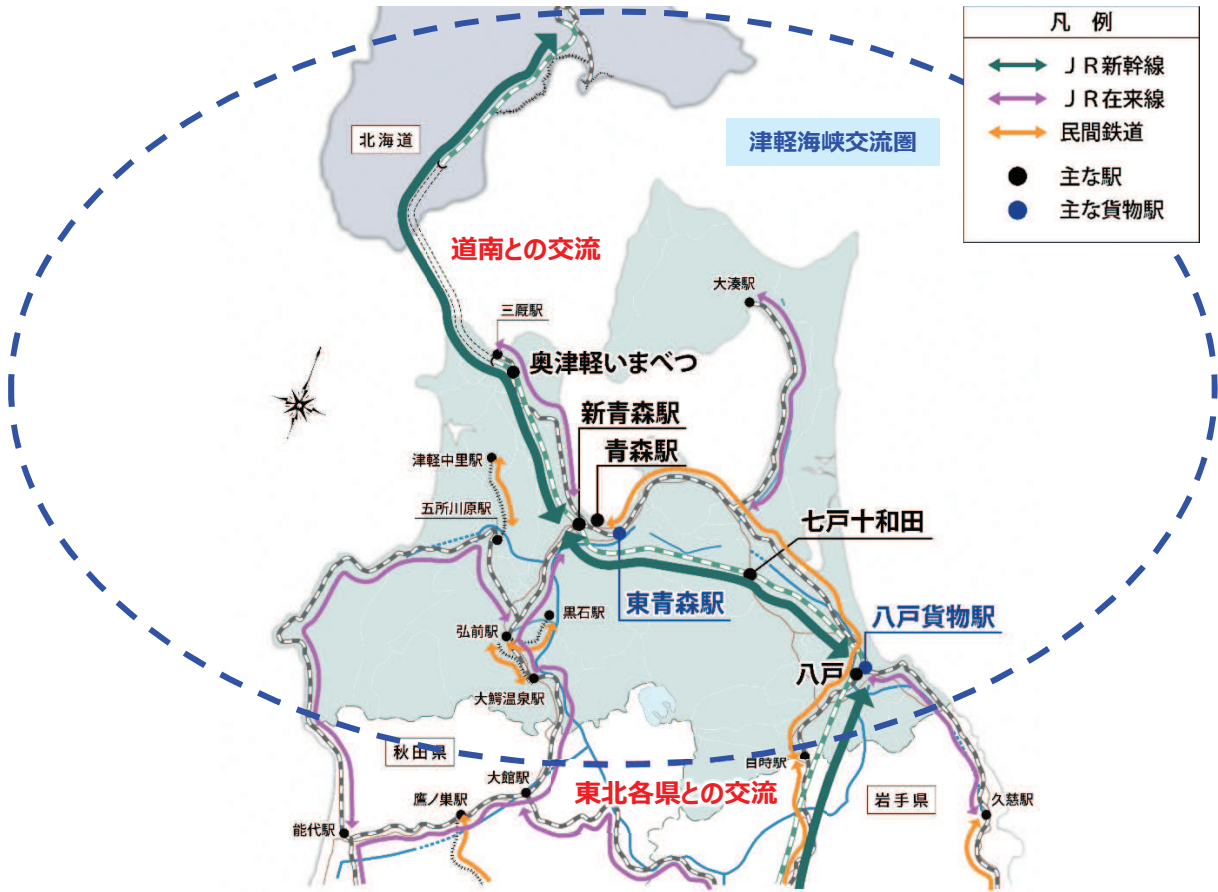 凡 例
JR新幹線
JR在来線
民間鉄道
主な駅
主な貨物駅
津軽海峡交流圏
北海道
道南との交流
大湊駅
三厩駅
奥津軽いまべつ
新青森駅
青森駅
津軽中里駅
五所川原駅
七戸十和田
東青森駅
黒石駅
八戸貨物駅
弘前駅
八戸
大鰐温泉駅
秋田県
目時駅
大館駅
東北各県との交流
岩手県
鷹ノ巣駅
久慈駅
能代駅